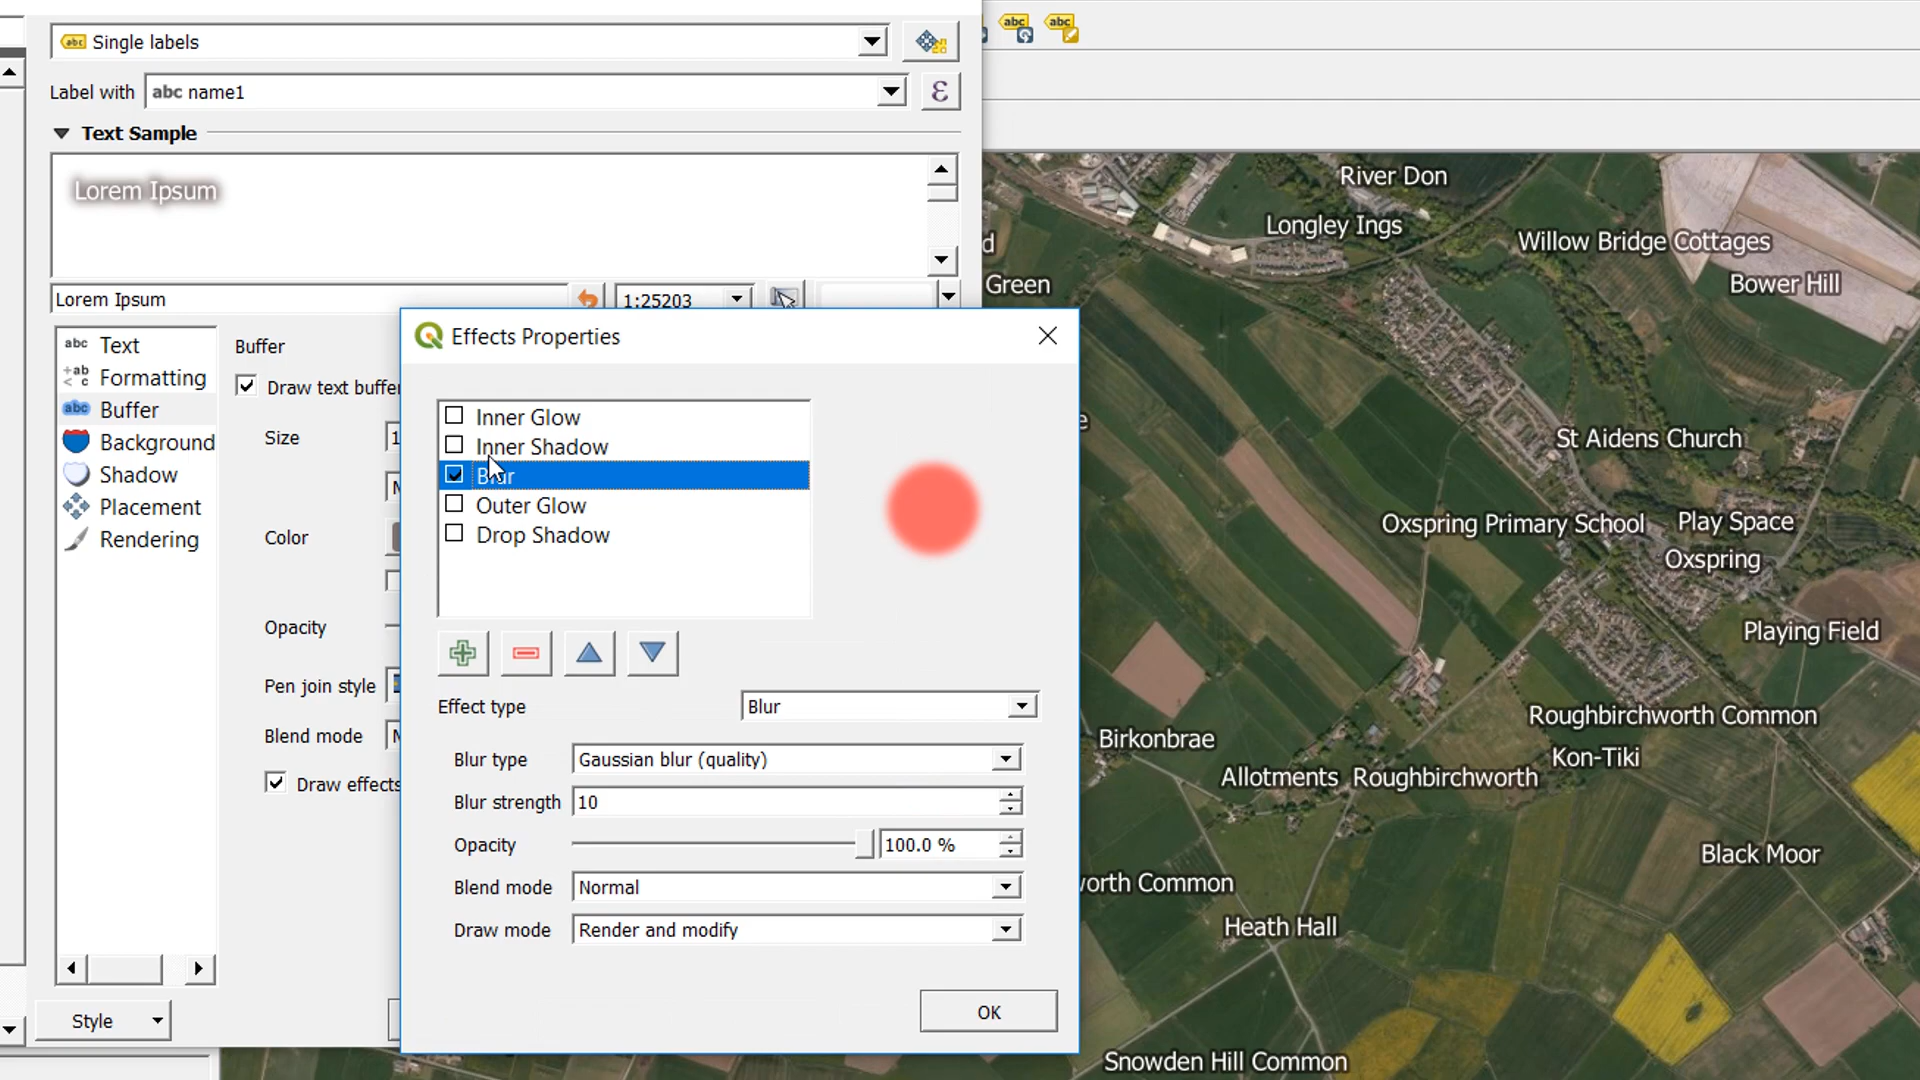 Single labels
Label with abc name1 ε
Text Sample
Lorem Ipsum
Lorem Ipsum
1:25203
abc Text
+ab < c Formatting
abc Buffer
Background
Shadow
Placement
Rendering
Style
Buffer
Draw text buffer
Size
Color
Opacity
Pen join style
Blend mode
Draw effects
Effects Properties
Inner Glow
Inner Shadow
Blur
Outer Glow
Drop Shadow
Effect type Blur
Blur type Gaussian blur (quality)
Blur strength 10
Opacity 100.0 %
Blend mode Normal
Draw mode Render and modify
OK
abc
abc
River Don
Longley Ings
Willow Bridge Cottages
Green
Bower Hill
St Aidens Church
Oxspring Primary School
Play Space
Oxspring
Playing Field
Roughbirchworth Common
Birkonbrae
Kon-Tiki
Allotments
Roughbirchworth
Black Moor
orth Common
Heath Hall
Snowden Hill Common